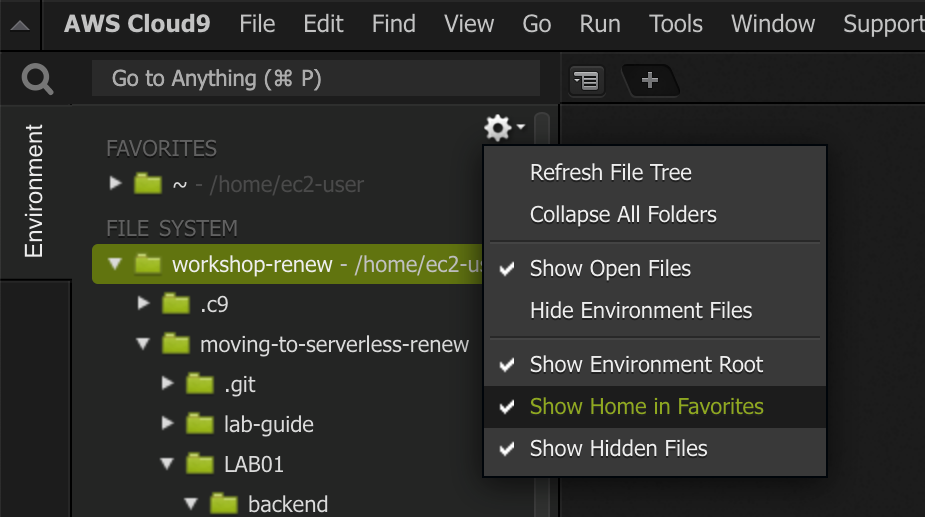 AWS Cloud9 File Edit Find View Go Run Tools Window Support
Go to Anything (⌘ P)
Environment
FAVORITES
~ - /home/ec2-user
FILE SYSTEM
workshop-renew - /home/ec2-us
.c9
moving-to-serverless-renew
.git
lab-guide
LAB01
backend
Refresh File Tree
Collapse All Folders
Show Open Files
Hide Environment Files
Show Environment Root
Show Home in Favorites
Show Hidden Files